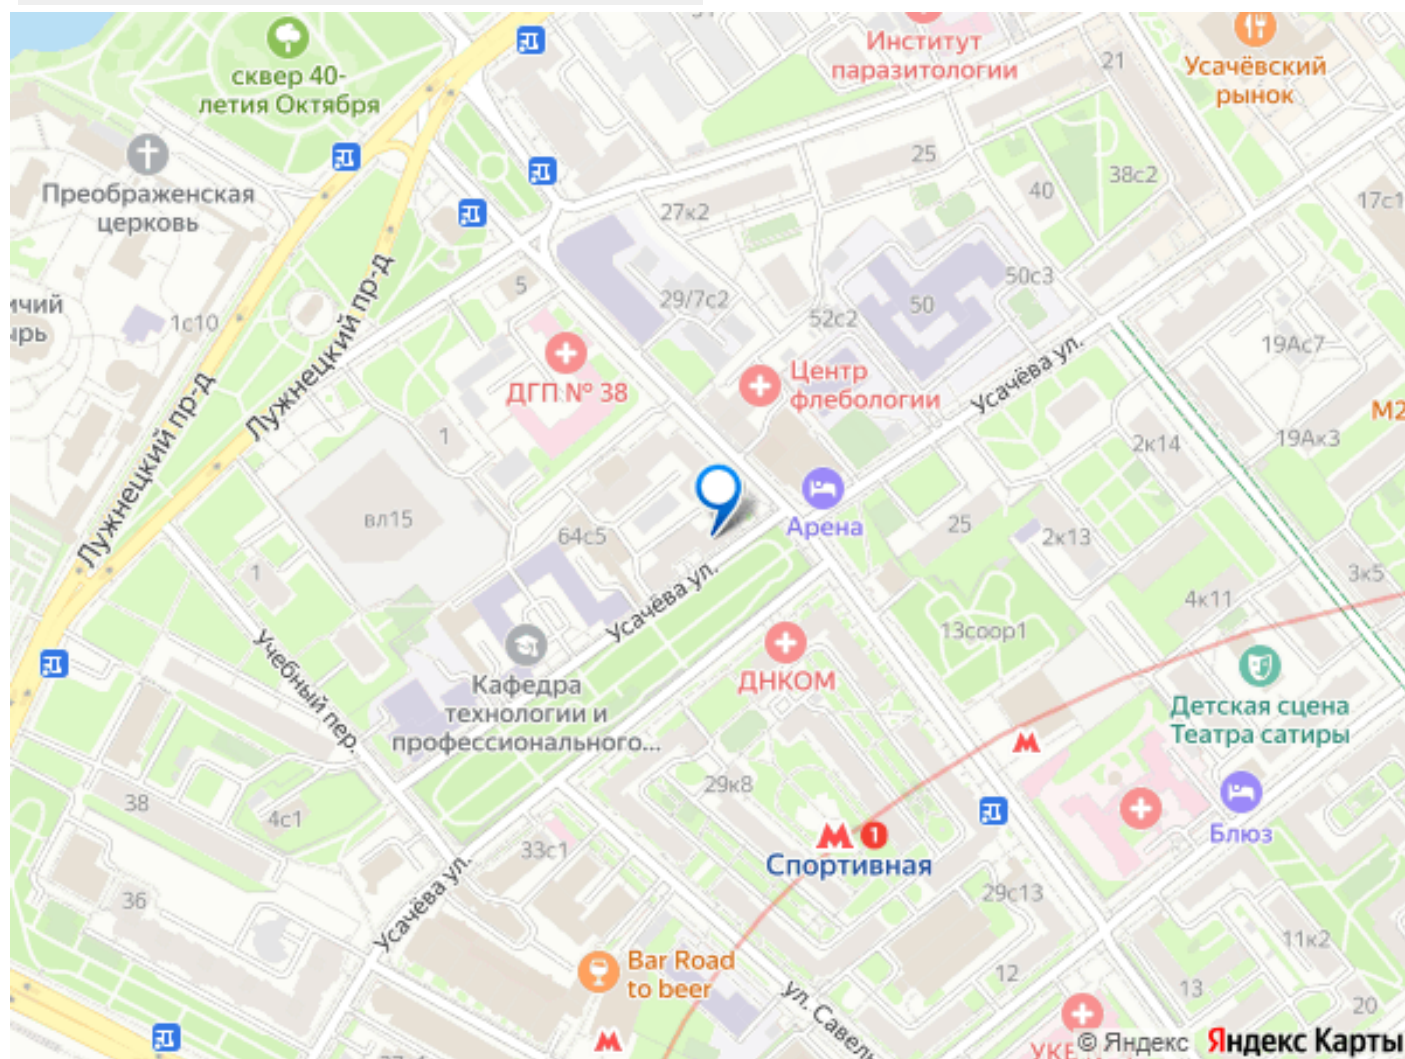 Институт
паразитологии
21
Усачёвский
рынок
сквер 40-
летия Октября
Преображенская
церковь
25
38с2
40
17с1
27к2
5
29/7с2
50с3
50
52с2
1с10
Лужнецкий пр-д
Лужнецкий пр-д
19Ас7
ДГП № 38
Центр
флебологии
Усачёва ул.
М2
1
2к14
19Ак3
вл15
64с5
Арена
25
2к13
1
Усачёва ул.
3к5
4к11
13соор1
Учебный пер.
Кафедра
технологии и
профессионального...
ДНКОМ
Детская сцена
Театра сатиры
29к8
38
4с1
33с1
1
Спортивная
Блюз
36
Усачёва ул.
29с13
11к2
Bar Road
to beer
12
13
20
ул. Савель
УКЕ
© Яндекс Яндекс Карты